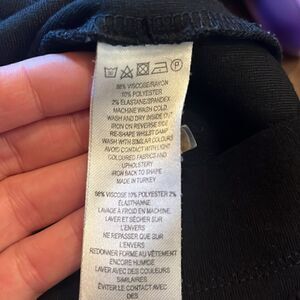 88% VISCOSE/RAYON
10% POLYESTER
2% ELASTANE/SPANDEX
MACHINE WASH COLD
WASH AND DRY INSIDE OUT
IRON ON REVERSE SIDE
RE-SHAPE WHILST DAMP
WASH WITH SIMILAR COLOURS
AVOID CONTACT WITH LIGHT
COLOURED FABRICS AND
UPHOLSTERY
IRON BACK TO SHAPE
MADE IN TURKEY
88% VISCOSE 10% POLYESTER 2%
ÉLASTHANNE
LAVAGE À FROID EN MACHINE
LAVER ET SÉCHER SUR
L'ENVERS
NE REPASSER QUE SUR
L'ENVERS
REDONNER FORME AU VÊTEMENT
ENCORE HUMIDE
LAVER AVEC DES COULEURS
SIMILAIRES
ÉVITER LE CONTACT AVEC